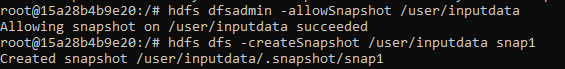 root@15a28b4b9e20:/# hdfs dfsadmin -allowSnapshot /user/inputdata
Allowing snapshot on /user/inputdata succeeded
root@15a28b4b9e20:/# hdfs dfs -createSnapshot /user/inputdata snap1
Created snapshot /user/inputdata/.snapshot/snap1